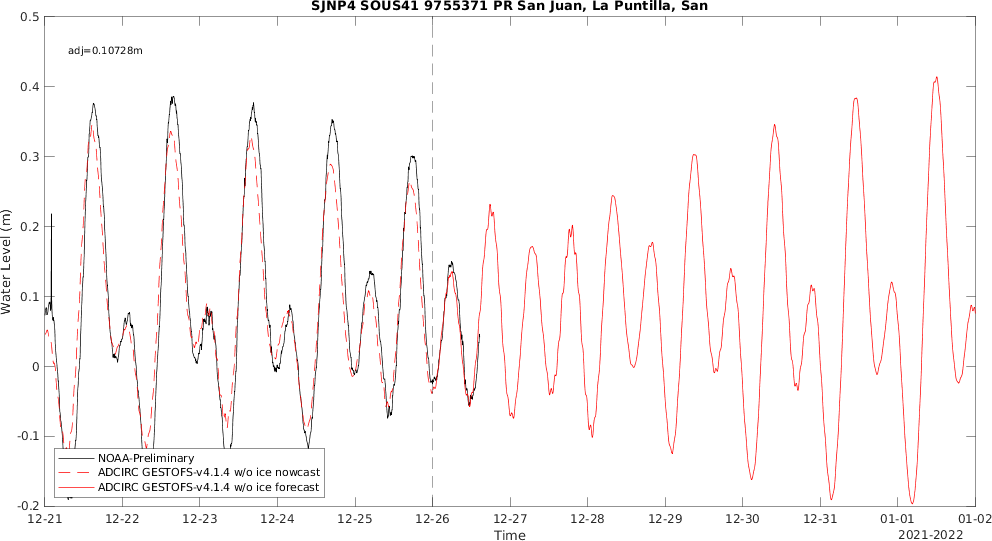 SJNP4 SOUS41 9755371 PR San Juan, La Puntilla, San
adj=0.10728m
Water Level (m)
0.5
0.4
0.3
0.2
0.1
0
-0.1
-0.2
NOAA-Preliminary
ADCIRC GESTOFS-v4.1.4 w/o ice nowcast
ADCIRC GESTOFS-v4.1.4 w/o ice forecast
12-21 12-22 12-23 12-24 12-25 12-26 12-27 12-28 12-29 12-30 12-31 01-01 01-02
Time
2021-2022